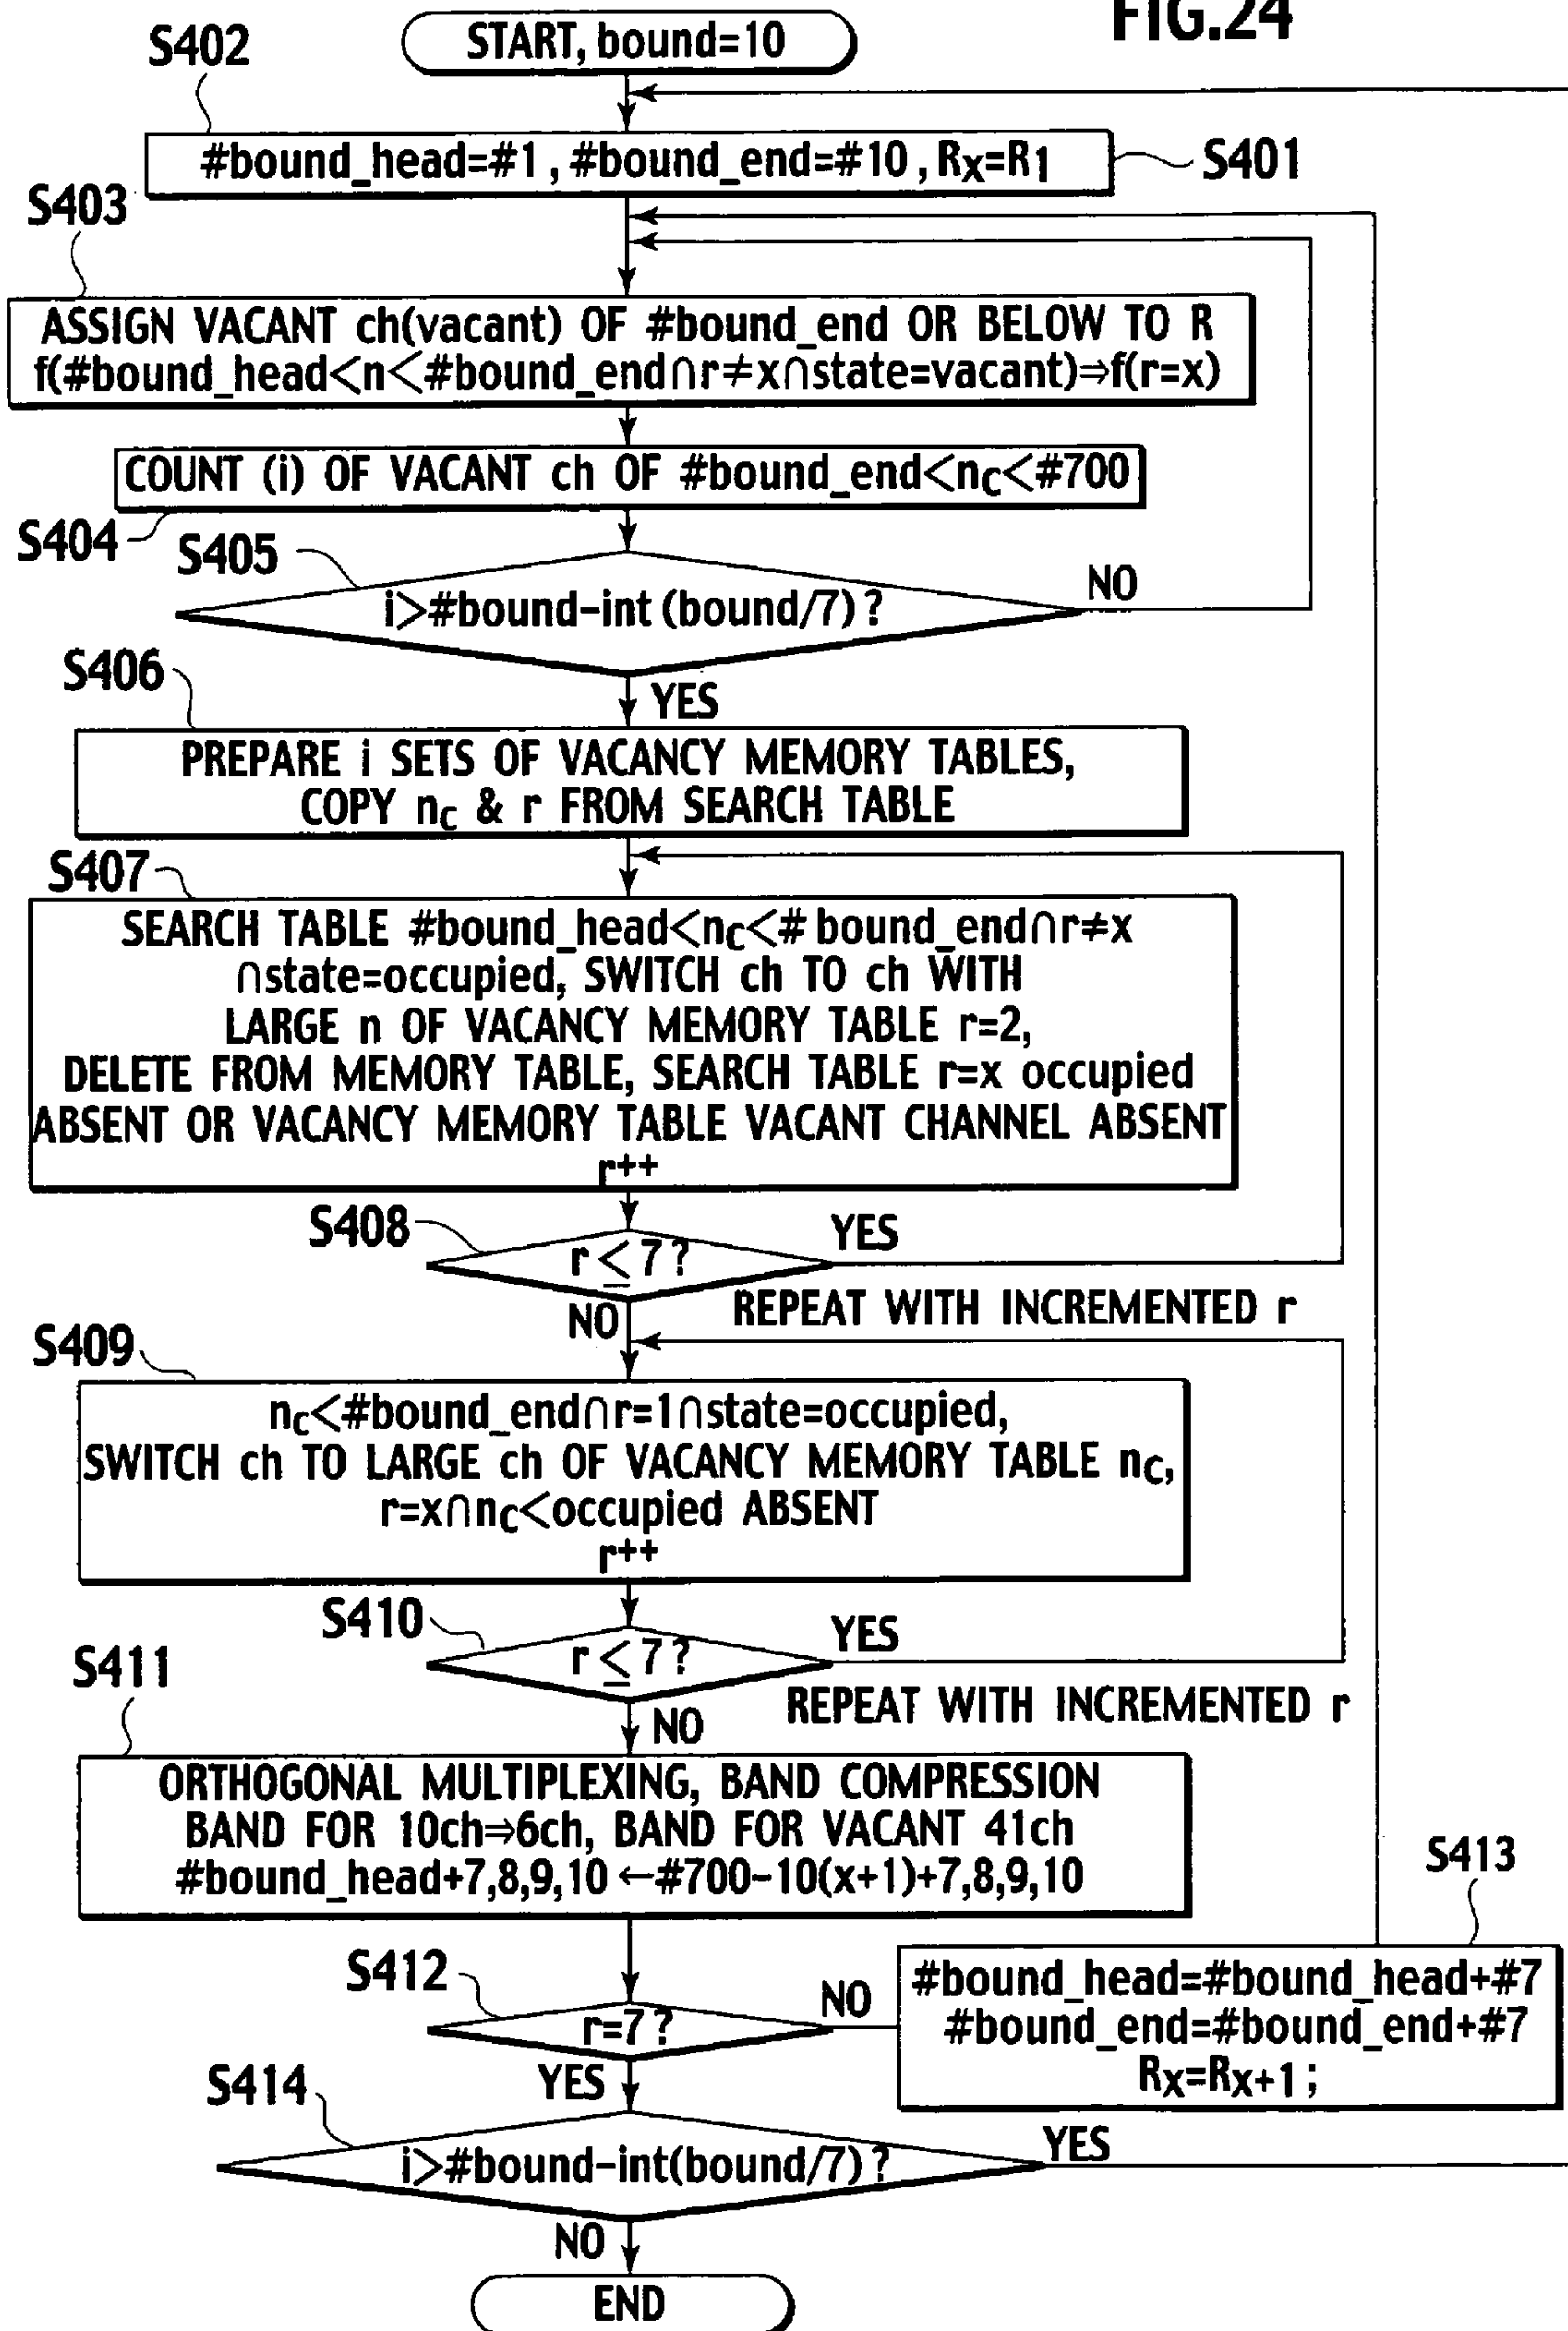 FIG.24
START, bound=10
S402
#bound_head=#1, #bound_end=#10, Rx=R1
S401
S403
ASSIGN VACANT ch(vacant) OF #bound_end OR BELOW TO R
f(#bound_head<n<#bound_end∩r≠x∩state=vacant)⇒f(r=x)
COUNT (i) OF VACANT ch OF #bound_end<nc<#700
S404
S405
i>#bound-int(bound/7)?
NO
YES
S406
PREPARE i SETS OF VACANCY MEMORY TABLES,
COPY nc & r FROM SEARCH TABLE
S407
SEARCH TABLE #bound_head<nc<# bound_end∩r≠x
∩state=occupied, SWITCH ch TO ch WITH
LARGE n OF VACANCY MEMORY TABLE r=2,
DELETE FROM MEMORY TABLE, SEARCH TABLE r=x occupied
ABSENT OR VACANCY MEMORY TABLE VACANT CHANNEL ABSENT
r++
S408
r≤7?
YES
NO
REPEAT WITH INCREMENTED r
S409
nc<#bound_end∩r=1∩state=occupied,
SWITCH ch TO LARGE ch OF VACANCY MEMORY TABLE nc,
r=x∩nc<occupied ABSENT
r++
S410
r≤7?
YES
NO
REPEAT WITH INCREMENTED r
S411
ORTHOGONAL MULTIPLEXING, BAND COMPRESSION
BAND FOR 10ch⇒6ch, BAND FOR VACANT 41ch
#bound_head+7,8,9,10←#700-10(x+1)+7,8,9,10
S412
r=7?
NO
YES
S413
#bound_head=#bound_head+#7
#bound_end=#bound_end+#7
Rx=Rx+1;
S414
i>#bound-int(bound/7)?
YES
NO
END